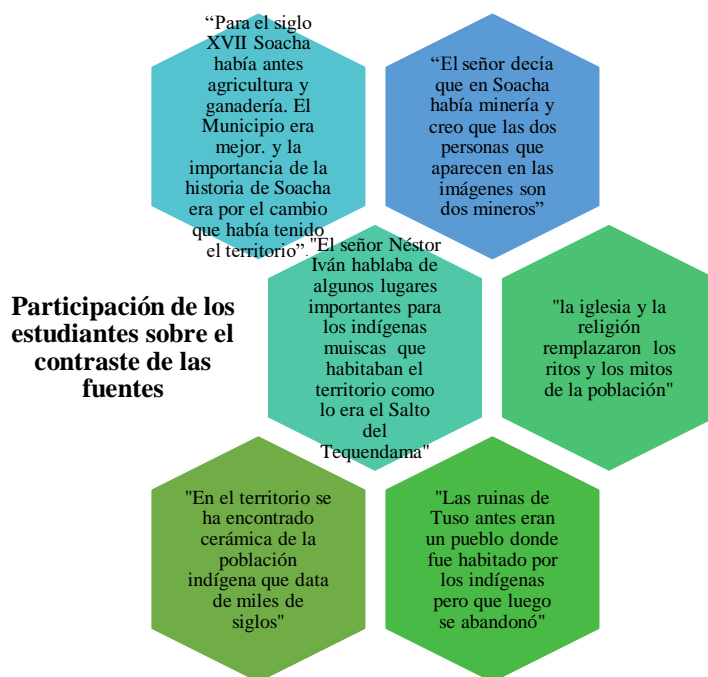 “Para el siglo
XVII Soacha
había antes
agricultura y
ganadería. El
Municipio era
mejor. y la
importancia de la
historia de Soacha
era por el cambio
que había tenido
el territorio”.
“El señor decía
que en Soacha
había minería y
creo que las dos
personas que
aparecen en las
imágenes son
dos mineros”
Participación de los
estudiantes sobre el
contraste de las
fuentes
"El señor Néstor
Iván hablaba de
algunos lugares
importantes para
los indígenas
muiscas que
habitaban el
territorio como
lo era el Salto
del
Tequendama"
"la iglesia y la
religión
remplazaron los
ritos y los mitos
de la población"
"En el territorio se
ha encontrado
cerámica de la
población
indígena que data
de miles de
siglos"
"Las ruinas de
Tuso antes eran
un pueblo donde
fue habitado por
los indígenas
pero que luego
se abandonó"